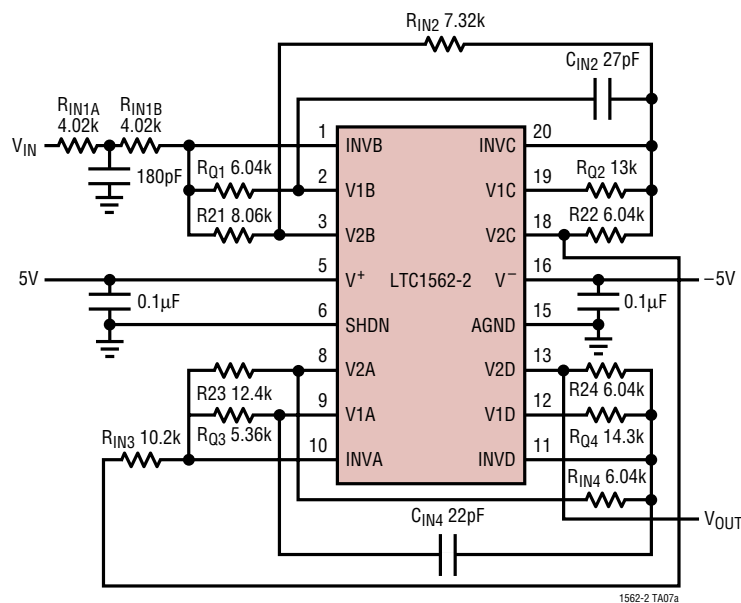 RIN2 7.32k
CIN2 27pF
RIN1A
4.02k
RIN1B
4.02k
VIN
180pF
RQ1 6.04k
R21 8.06k
1
2
3
5
6
8
9
10
INVB
V1B
V2B
V+
SHDN
V2A
V1A
INVA
LTC1562-2
INVC
V1C
V2C
V–
AGND
V2D
V1D
INVD
20
19
18
16
15
13
12
11
RQ2 13k
R22 6.04k
5V
0.1µF
–5V
0.1µF
R23 12.4k
RQ3 5.36k
RIN3 10.2k
R24 6.04k
RQ4 14.3k
RIN4 6.04k
CIN4 22pF
VOUT
1562-2 TA07a